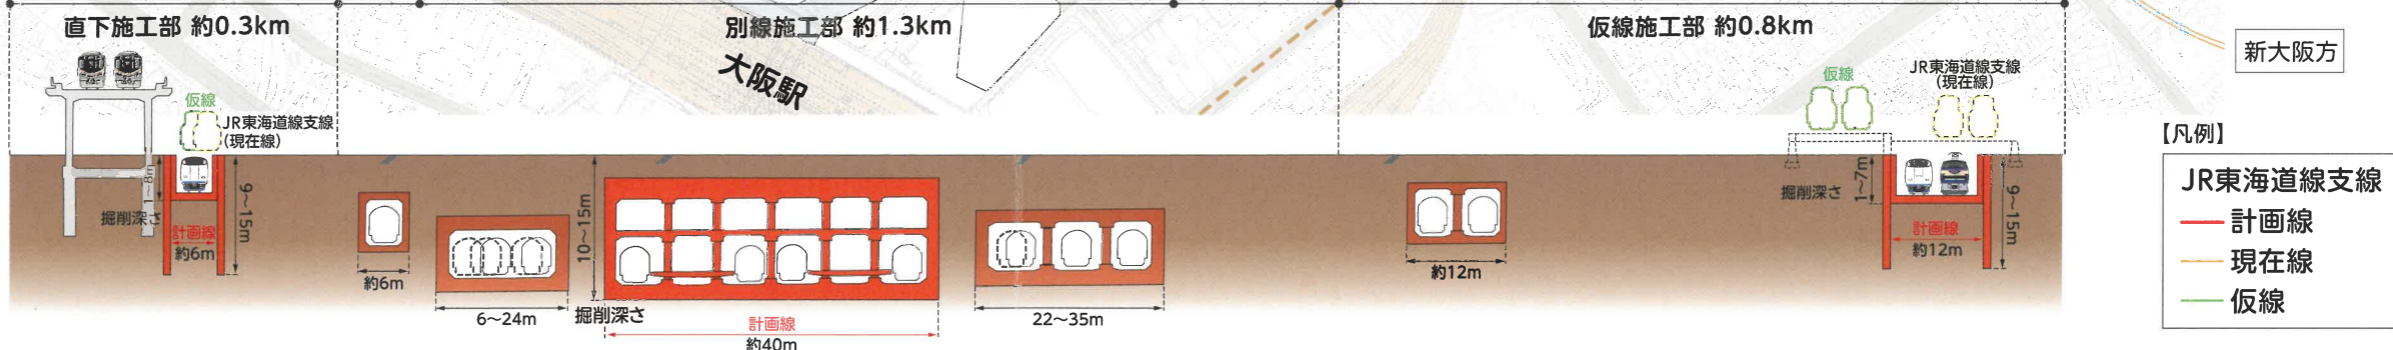 直下施工部 約0.3km
別線施工部 約1.3km
仮線施工部 約0.8km
大阪駅
新大阪方
仮線
JR東海道線支線
(現在線)
1~8m
9~15m
掘削深さ
計画線
約6m
約6m
6~24m
10~15m
掘削深さ
計画線
約40m
22~35m
約12m
仮線
JR東海道線支線
(現在線)
掘削深さ
1~7m
9~15m
計画線
約12m
【凡例】
JR東海道線支線
計画線
現在線
仮線